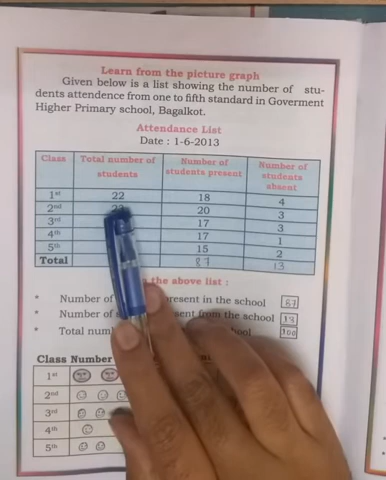 Learn from the picture graph
Given below is a list showing the number of stu-
dents attendence from one to fifth standard in Goverment
Higher Primary school, Bagalkot.
Attendance List
Date : 1-6-2013
Class Total number of students Number of students present Number of students absent
1st 22 18 4
2nd 23 20 3
3rd 17 3
4th 17 1
5th 15 2
Total 87 13
the above list :
* Number of present in the school 87
* Number of from the school 13
* Total 100
Class Number
1st
2nd
3rd
4th
5th